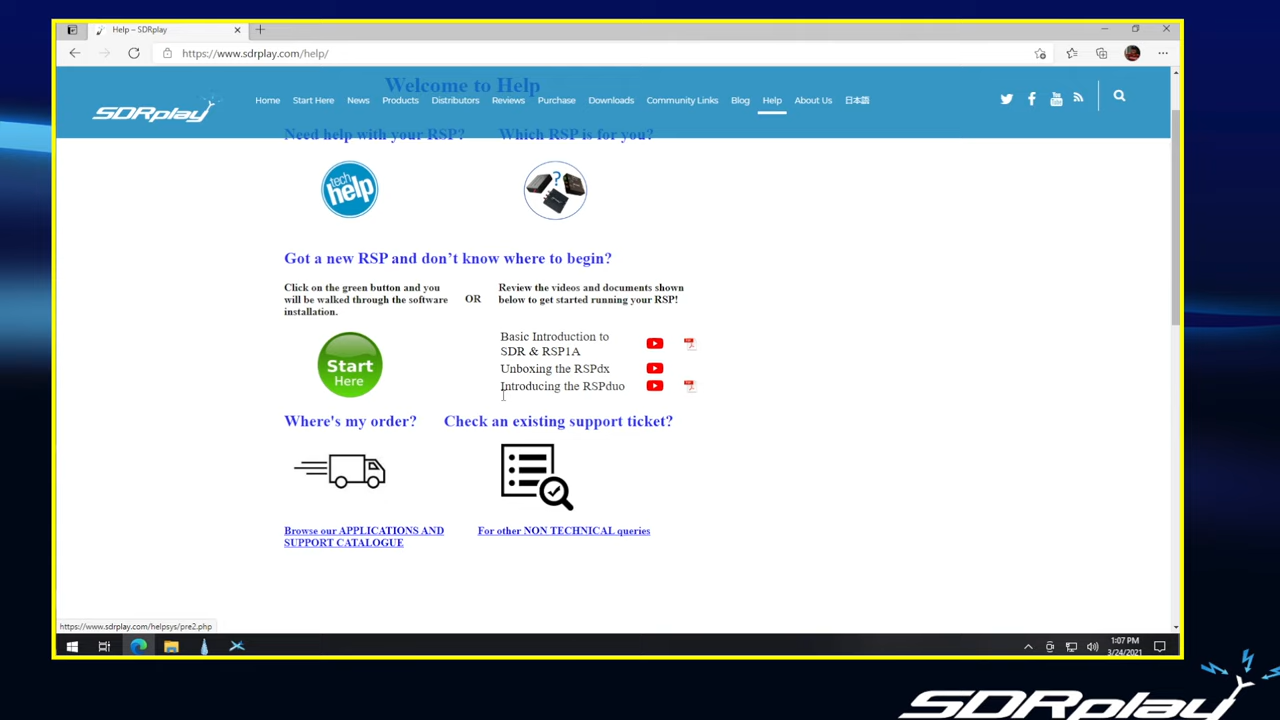 Help – SDRplay
https://www.sdrplay.com/help/
Welcome to Help
SDRplay
Home Start Here News Products Distributors Reviews Purchase Downloads Community Links Blog Help About Us 日本語
You Tube
Need help with your RSP? Which RSP is for you?
tech help
?
Got a new RSP and don't know where to begin?
Click on the green button and you
will be walked through the software
installation.
OR
Review the videos and documents shown
below to get started running your RSP!
Start
Here
Basic Introduction to
SDR & RSP1A
Unboxing the RSPdx
Introducing the RSPduo
Where's my order? Check an existing support ticket?
Browse our APPLICATIONS AND
SUPPORT CATALOGUE
For other NON TECHNICAL queries
https://www.sdrplay.com/helpsys/pre2.php
1:07 PM
3/24/2021
SDRplay